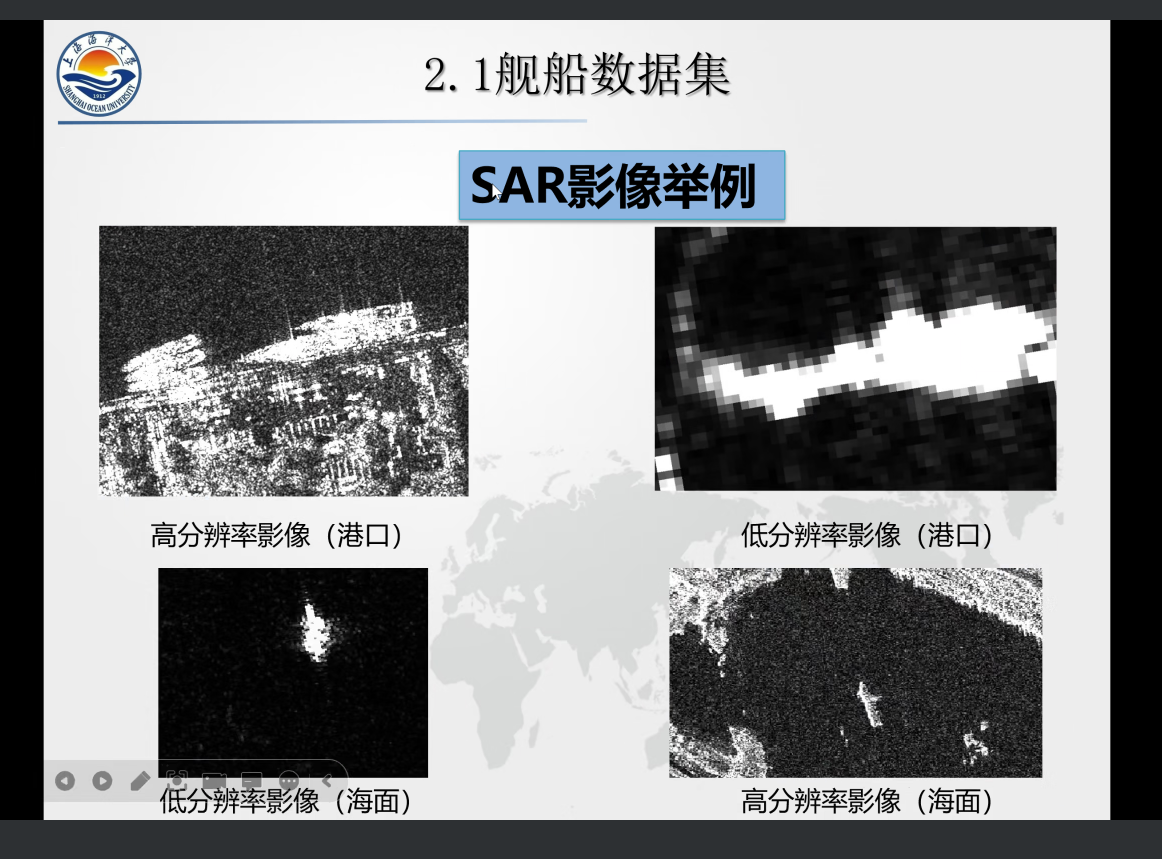 上海海洋大学
SHANGHAI OCEAN UNIVERSITY
1912
2.1舰船数据集
SAR影像举例
高分辨率影像（港口）
低分辨率影像（港口）
低分辨率影像（海面）
高分辨率影像（海面）